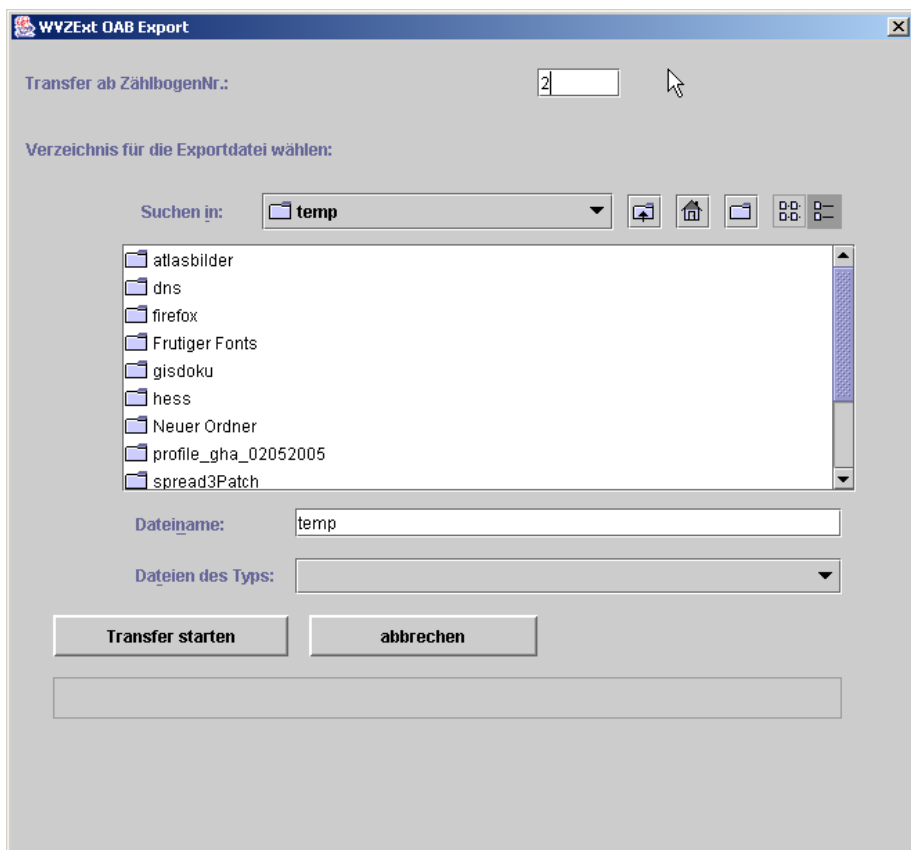 WVZExt OAB Export
Transfer ab ZählbogenNr.: 2
Verzeichnis für die Exportdatei wählen:
Suchen in: temp
atlasbilder
dns
firefox
Frutiger Fonts
gisdoku
hess
Neuer Ordner
profile_gha_02052005
spread3Patch
Dateiname: temp
Dateien des Typs:
Transfer starten abbrechen